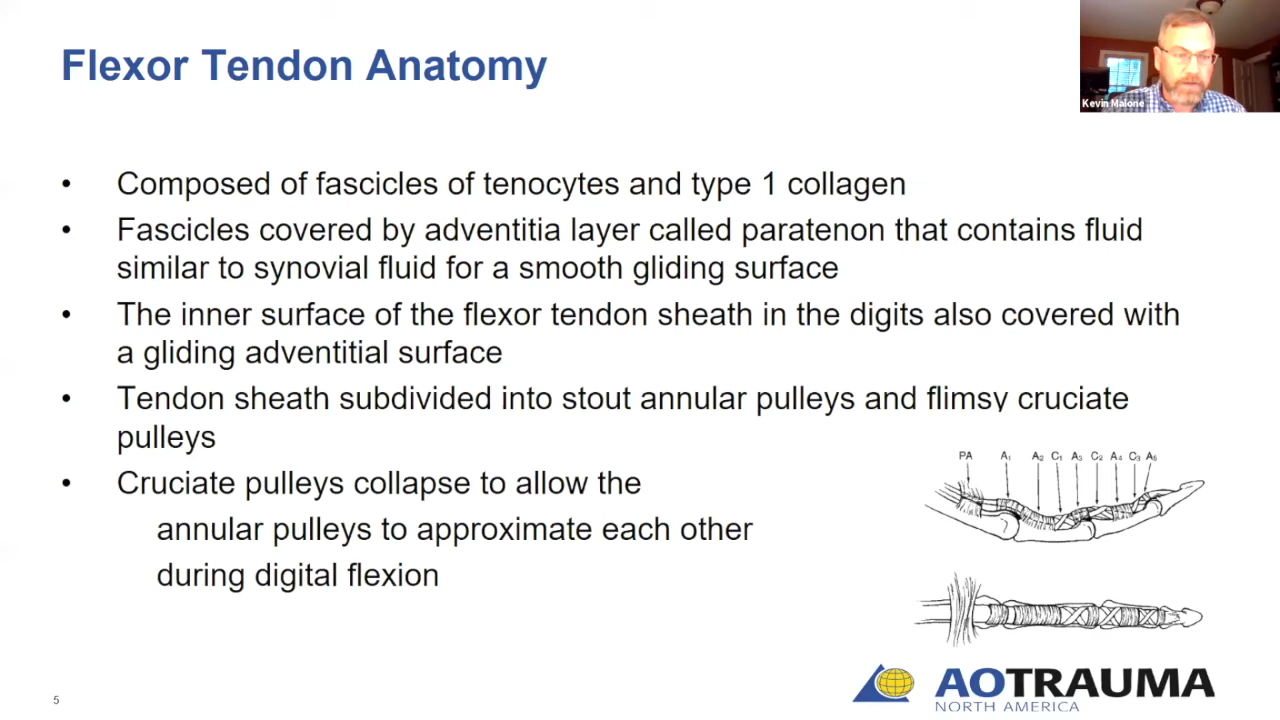 Flexor Tendon Anatomy
Kevin Malone
• Composed of fascicles of tenocytes and type 1 collagen
• Fascicles covered by adventitia layer called paratenon that contains fluid
similar to synovial fluid for a smooth gliding surface
• The inner surface of the flexor tendon sheath in the digits also covered with
a gliding adventitial surface
• Tendon sheath subdivided into stout annular pulleys and flimsy cruciate
pulleys
• Cruciate pulleys collapse to allow the
annular pulleys to approximate each other
during digital flexion
PA A₁ A₂ C₁ A₃ C₂ A₄ C₃ A₅
5
AOTRAUMA
NORTH AMERICA